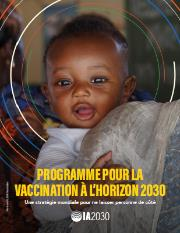 PROGRAMME POUR LA
VACCINATION À L'HORIZON 2030
Une stratégie mondiale pour ne laisser personne de côté
IA2030